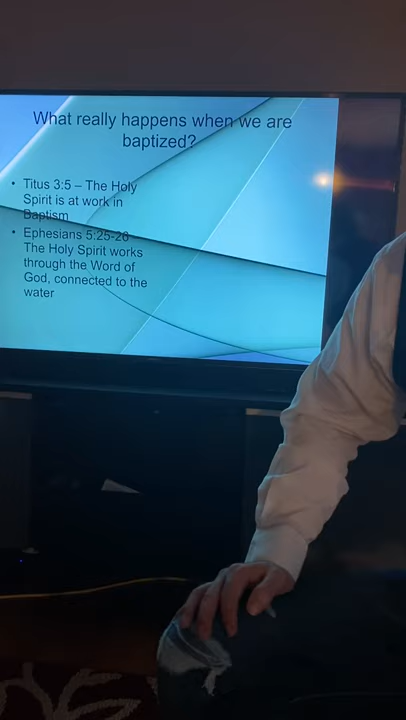 What really happens when we are
baptized?
• Titus 3:5 – The Holy
Spirit is at work in
Baptism
• Ephesians 5:25-26 –
The Holy Spirit works
through the Word of
God, connected to the
water